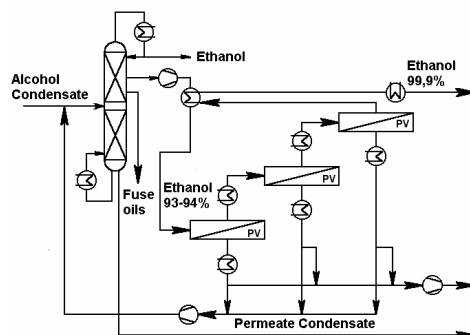 Ethanol
Ethanol
99,9%
Alcohol
Condensate
PV
Fuse
oils
Ethanol
93-94%
PV
PV
Permeate Condensate